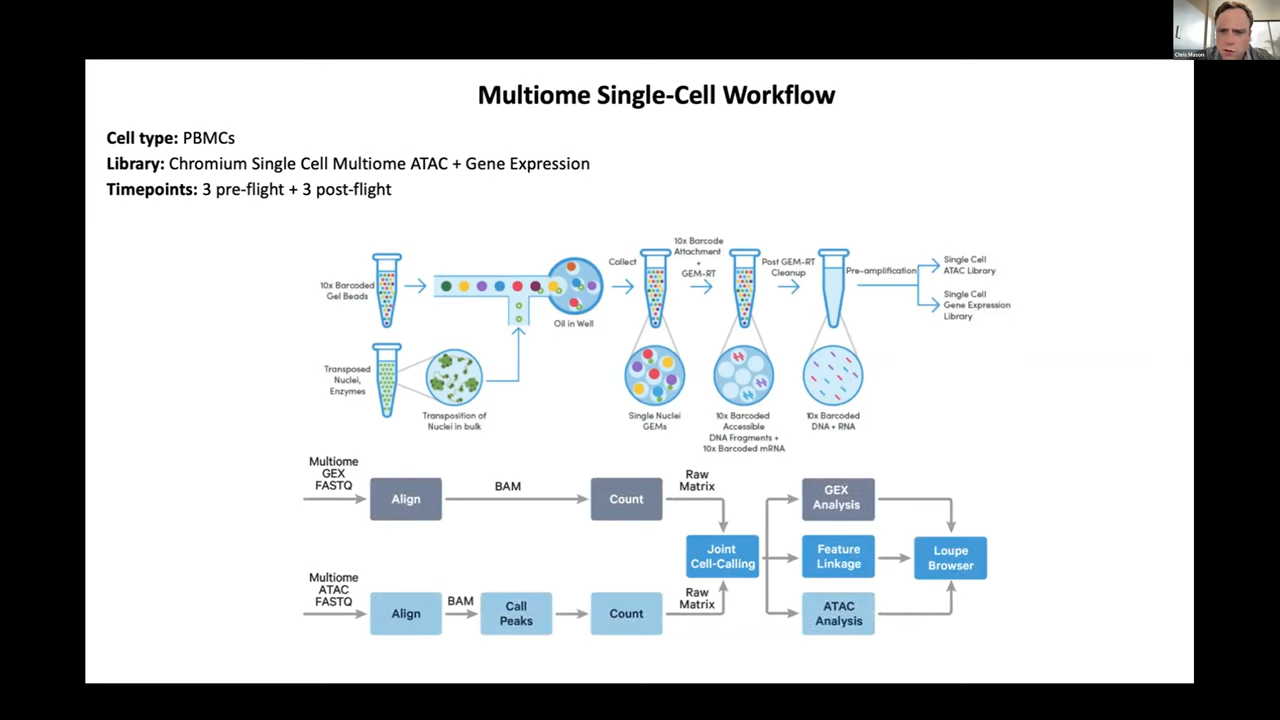 Chris Mason
Multiome Single-Cell Workflow
Cell type: PBMCs
Library: Chromium Single Cell Multiome ATAC + Gene Expression
Timepoints: 3 pre-flight + 3 post-flight
10x Barcoded
Gel Beads
Oil in Well
Collect
10x Barcode
Attachment
+
GEM-RT
Post GEM-RT
Cleanup
Pre-amplification
Single Cell
ATAC Library
Single Cell
Gene Expression
Library
Transposed
Nuclei,
Enzymes
Transposition of
Nuclei in bulk
Single Nuclei
GEMs
10x Barcoded
Accessible
DNA Fragments +
10x Barcoded mRNA
10x Barcoded
DNA + RNA
Multiome
GEX
FASTQ
Align
BAM
Count
Raw
Matrix
GEX
Analysis
Joint
Cell-Calling
Feature
Linkage
Loupe
Browser
Multiome
ATAC
FASTQ
Align
BAM
Call
Peaks
Count
Raw
Matrix
ATAC
Analysis